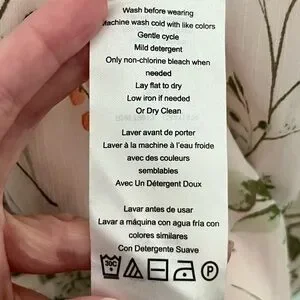 Wash before wearing
Machine wash cold with like colors
Gentle cycle
Mild detergent
Only non-chlorine bleach when
needed
Lay flat to dry
Low iron if needed
Or Dry Clean
Laver avant de porter
Laver à la machine à l'eau froide
avec des couleurs
semblables
Avec Un Détergent Doux
Lavar antes de usar
Lavar a máquina con agua fría con
colores similares
Con Detergente Suave
30C
P